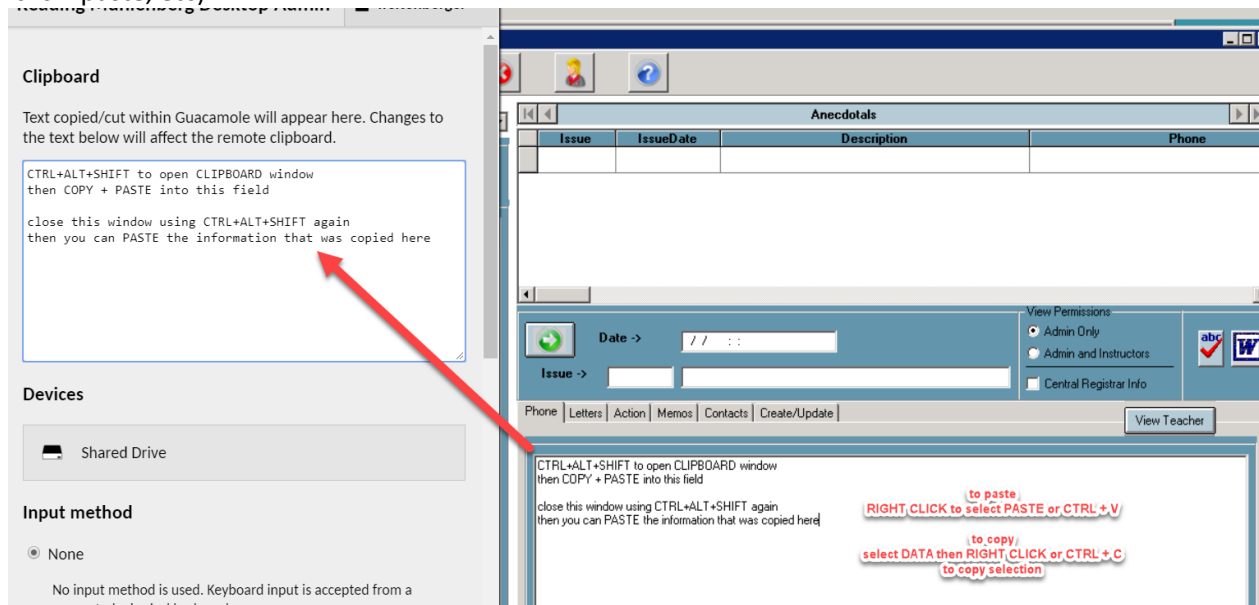 Clipboard
Text copied/cut within Guacamole will appear here. Changes to
the text below will affect the remote clipboard.
CTRL+ALT+SHIFT to open CLIPBOARD window
then COPY + PASTE into this field
close this window using CTRL+ALT+SHIFT again
then you can PASTE the information that was copied here
Devices
Shared Drive
Input method
None
No input method is used. Keyboard input is accepted from a
Anecdotals
Issue IssueDate Description Phone
Date -> / / : :
Issue ->
View Permissions
Admin Only
Admin and Instructors
Central Registrar Info
abc
W
Phone Letters Action Memos Contacts Create/Update
View Teacher
CTRL+ALT+SHIFT to open CLIPBOARD window
then COPY + PASTE into this field
close this window using CTRL+ALT+SHIFT again
then you can PASTE the information that was copied here
to paste
RIGHT CLICK to select PASTE or CTRL + V
to copy
select DATA then RIGHT CLICK or CTRL + C
to copy selection